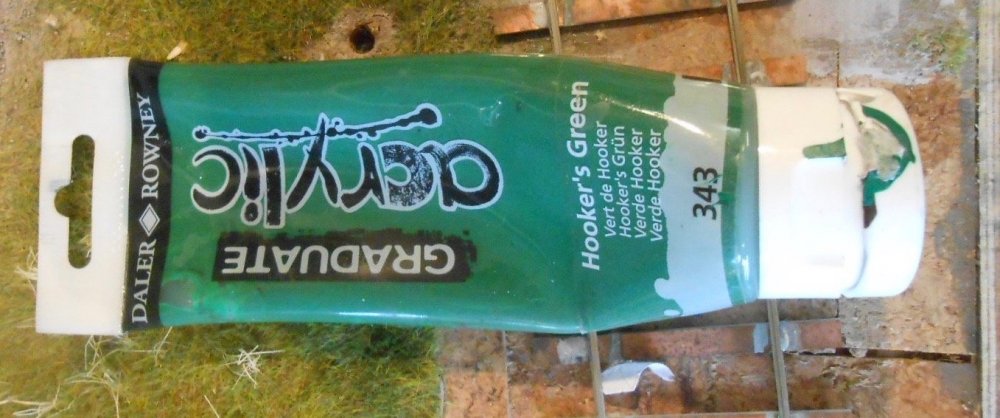 DALER ROWNEY
acrylic
GRADUATE
Hooker's Green
Vert de Hooker
Hooker's Grün
Verde Hooker
Verde Hooker
343